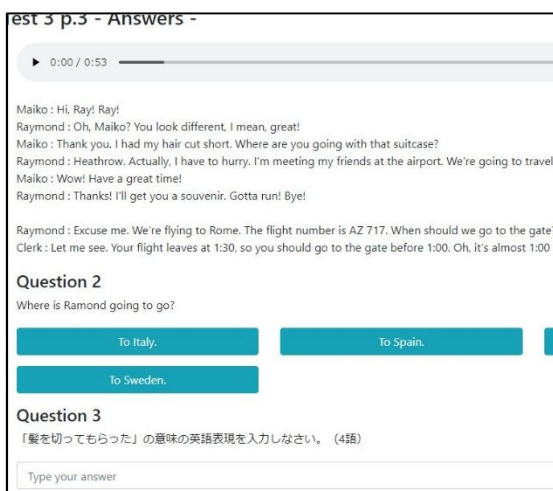 Test 3 p.3 - Answers -
0:00 / 0:53
Maiko : Hi, Ray! Ray!
Raymond : Oh, Maiko? You look different, I mean, great!
Maiko : Thank you. I had my hair cut short. Where are you going with that suitcase?
Raymond : Heathrow. Actually, I have to hurry. I'm meeting my friends at the airport. We're going to travel
Maiko : Wow! Have a great time!
Raymond : Thanks! I'll get you a souvenir. Gotta run! Bye!
Raymond : Excuse me. We're flying to Rome. The flight number is AZ 717. When should we go to the gate?
Clerk : Let me see. Your flight leaves at 1:30, so you should go to the gate before 1:00. Oh, it's almost 1:00
Question 2
Where is Ramond going to go?
To Italy.
To Spain.
To Sweden.
Question 3
「髪を切ってもらった」の意味の英語表現を入力しなさい。（4語）
Type your answer